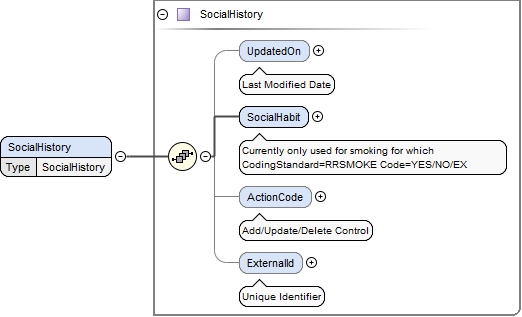 SocialHistory
UpdatedOn
Last Modified Date
SocialHabit
Currently only used for smoking for which
CodingStandard=RRSMOKE Code=YES/NO/EX
SocialHistory
Type SocialHistory
ActionCode
Add/Update/Delete Control
ExternalId
Unique Identifier